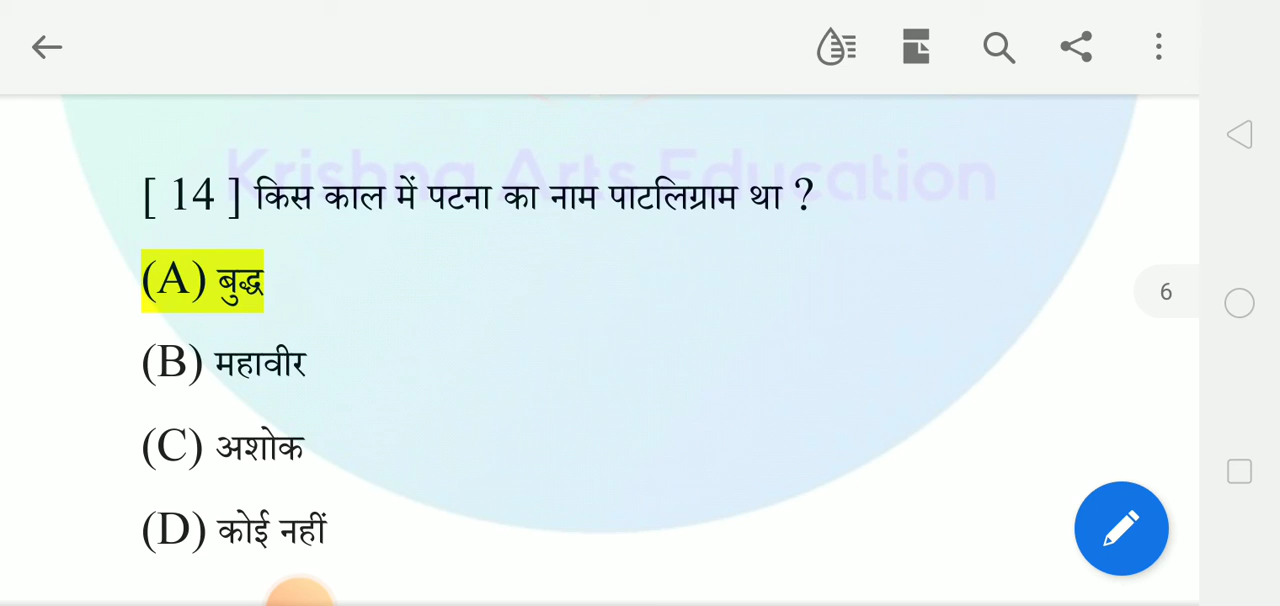 Krishna Arts Education
[ 14 ] किस काल में पटना का नाम पाटलिग्राम था ?
(A) बुद्ध
(B) महावीर
(C) अशोक
(D) कोई नहीं
6